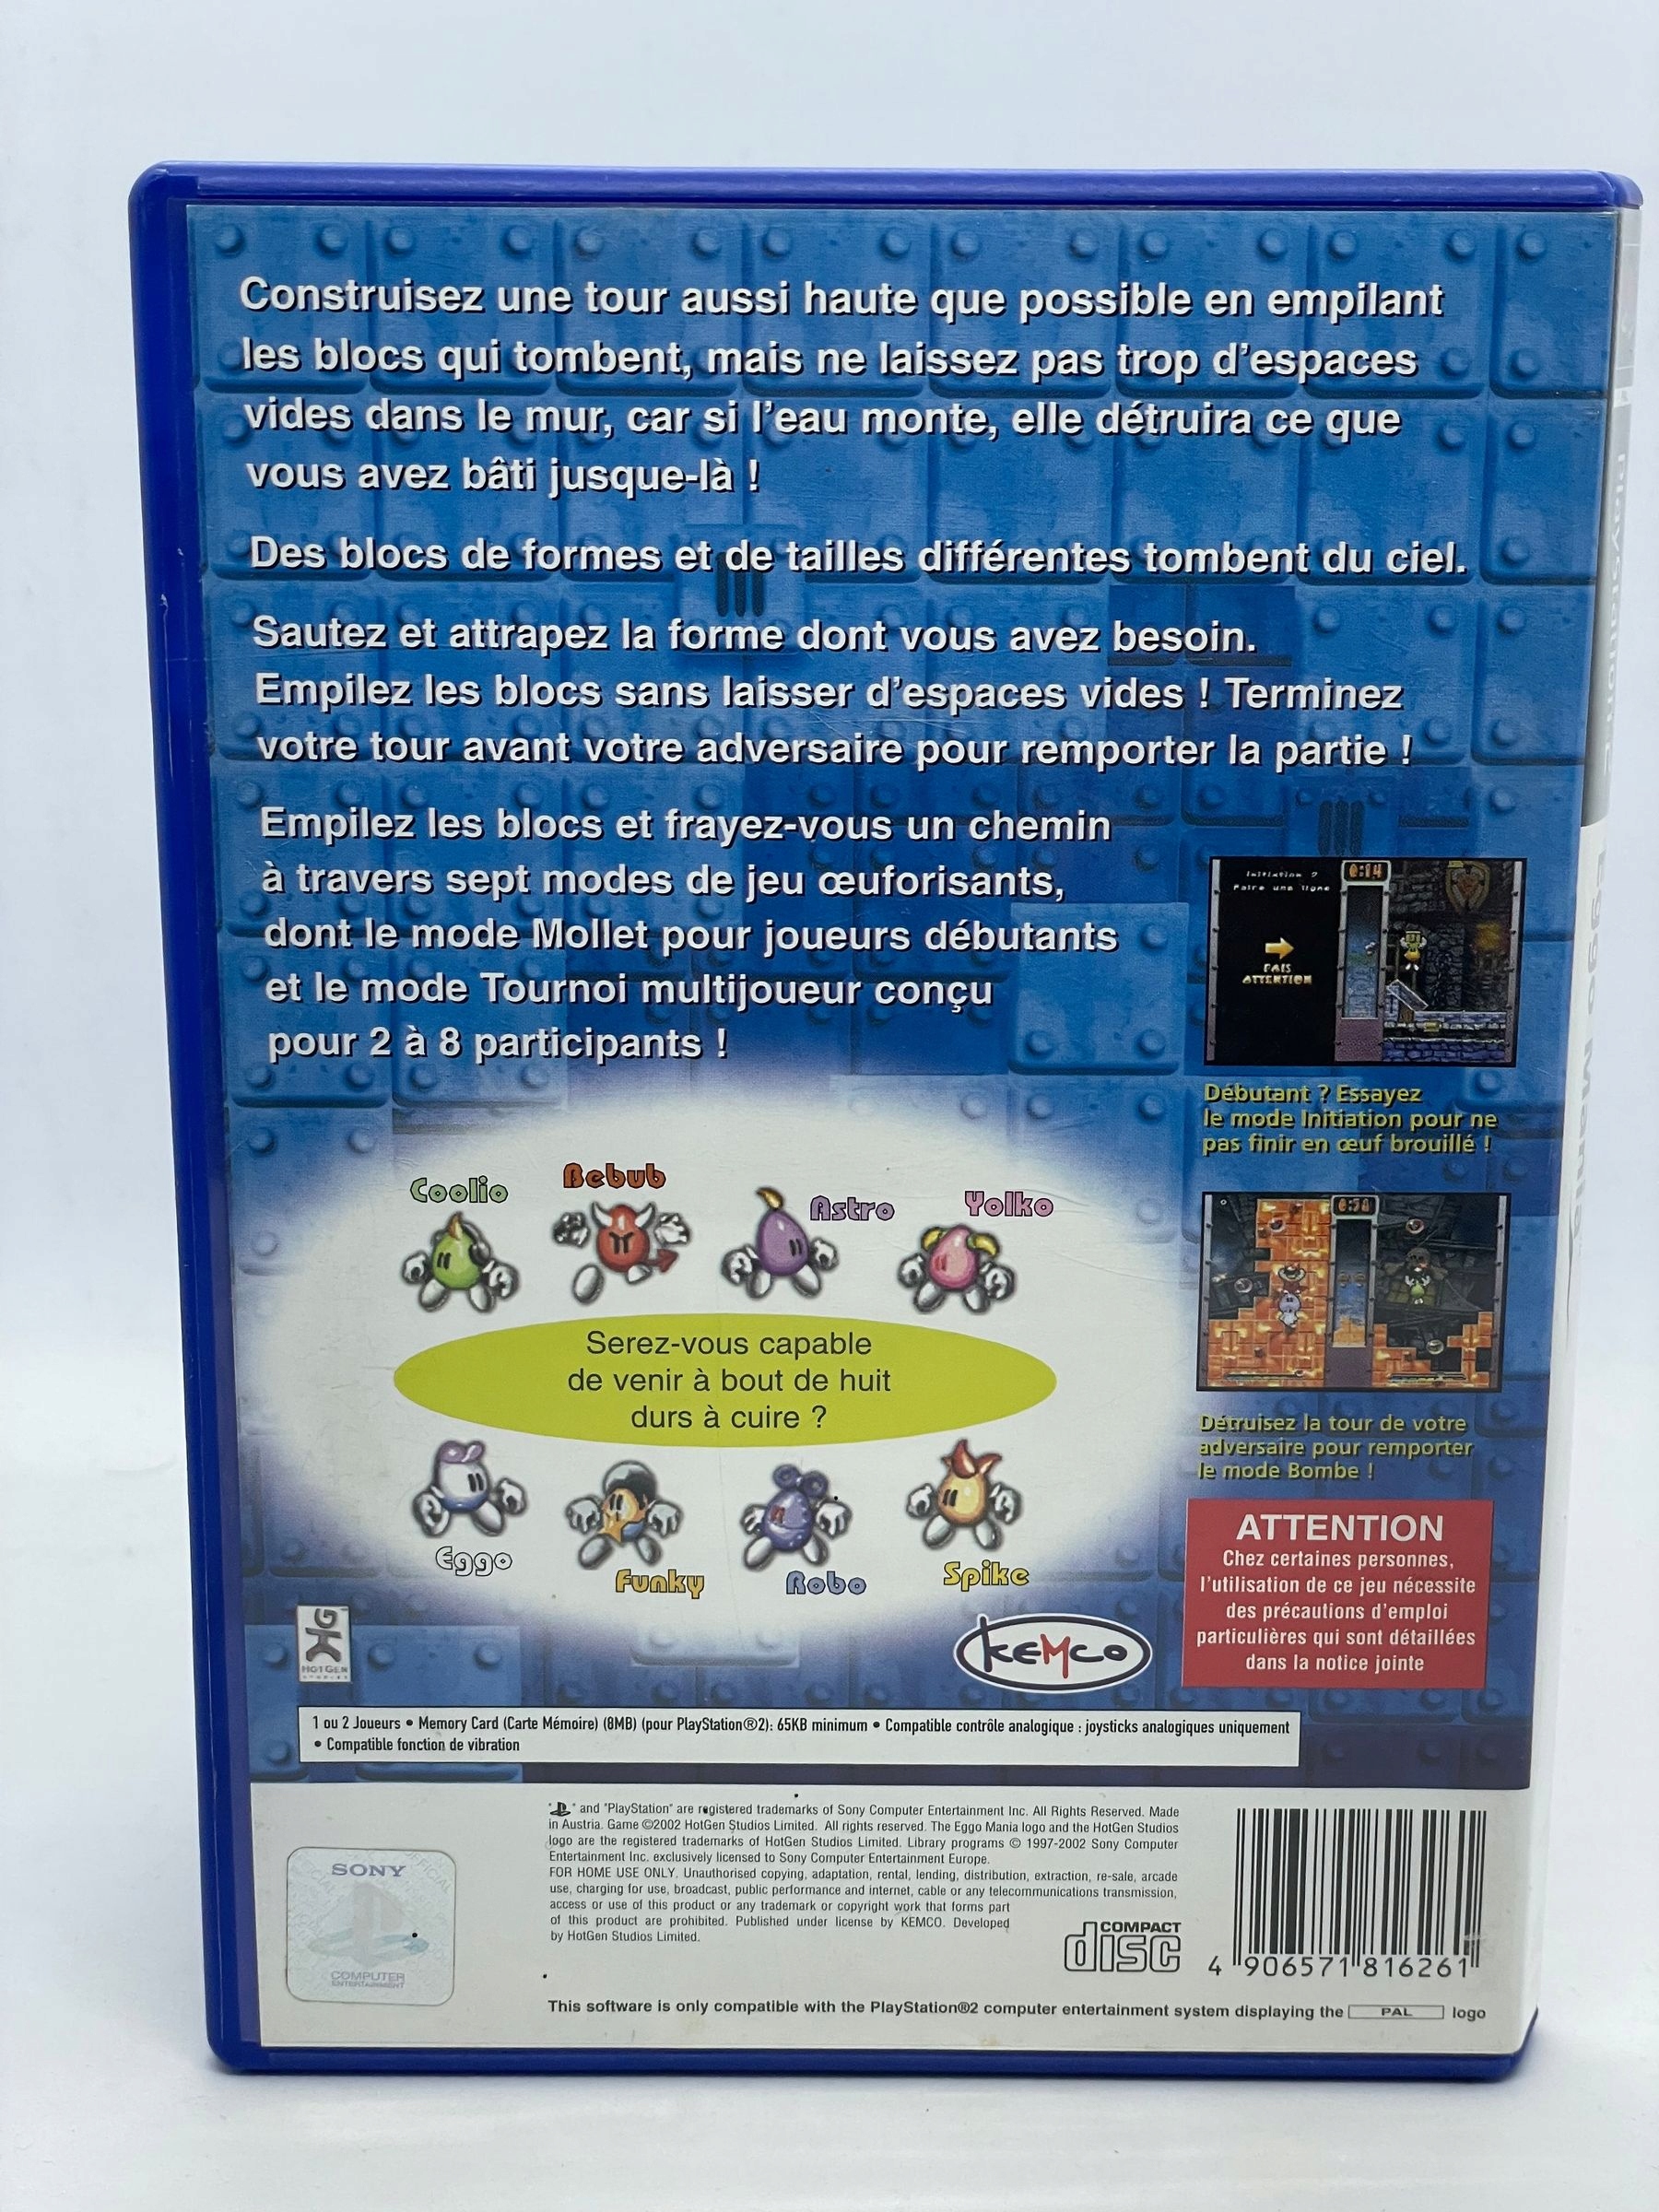 Construisez une tour aussi haute que possible en empilant
les blocs qui tombent, mais ne laissez pas trop d'espaces
vides dans le mur, car si l'eau monte, elle détruira ce que
vous avez bâti jusque-là !
Des blocs de formes et de tailles différentes tombent du ciel.
Sautez et attrapez la forme dont vous avez besoin.
Empilez les blocs sans laisser d'espaces vides ! Terminez
votre tour avant votre adversaire pour remporter la partie !
Empilez les blocs et frayez-vous un chemin
à travers sept modes de jeu œuforisants,
dont le mode Mollet pour joueurs débutants
et le mode Tournoi multijoueur conçu
pour 2 à 8 participants !
Initiation 2
Faire une ligne
0:14
FAIS
ATTENTION
Débutant ? Essayez
le mode Initiation pour ne
pas finir en œuf brouillé !
Coolio
Bebub
Astro
Yolko
Serez-vous capable
de venir à bout de huit
durs à cuire ?
Eggo
Funky
Robo
Spike
Détruisez la tour de votre
adversaire pour remporter
le mode Bombe !
ATTENTION
Chez certaines personnes,
l'utilisation de ce jeu nécessite
des précautions d'emploi
particulières qui sont détaillées
dans la notice jointe
HOTGEN
STUDIOS
KEMCO
1 ou 2 Joueurs • Memory Card (Carte Mémoire) (8MB) (pour PlayStation®2): 65KB minimum • Compatible contrôle analogique : joysticks analogiques uniquement
• Compatible fonction de vibration
" " and "PlayStation" are registered trademarks of Sony Computer Entertainment Inc. All Rights Reserved. Made
in Austria. Game ©2002 HotGen Studios Limited. All rights reserved. The Eggo Mania logo and the HotGen Studios
logo are the registered trademarks of HotGen Studios Limited. Library programs © 1997-2002 Sony Computer
Entertainment Inc. exclusively licensed to Sony Computer Entertainment Europe.
FOR HOME USE ONLY. Unauthorised copying, adaptation, rental, lending, distribution, extraction, re-sale, arcade
use, charging for use, broadcast, public performance and internet, cable or any telecommunications transmission,
access or use of this product or any trademark or copyright work that forms part
of this product are prohibited. Published under license by KEMCO. Developed
by HotGen Studios Limited.
SONY
COMPUTER
ENTERTAINMENT
COMPACT
disc
4 906571 816261
This software is only compatible with the PlayStation®2 computer entertainment system displaying the PAL logo
PlayStation 2
Eggo Mania